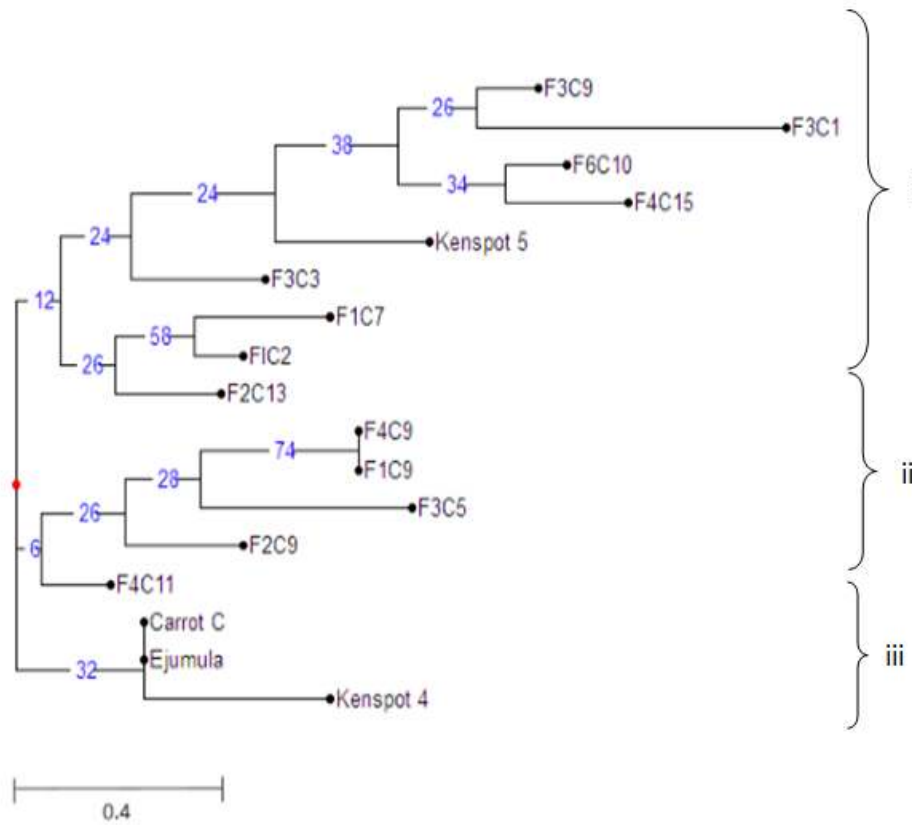 F3C9
26
F3C1
38
F6C10
34
F4C15
24
Kenspot 5
24
F3C3
12
F1C7
58
FIC2
26
F2C13
F4C9
74
F1C9
28
ii
F3C5
26
F2C9
6
F4C11
Carrot C
Ejumula
iii
32
Kenspot 4
0.4